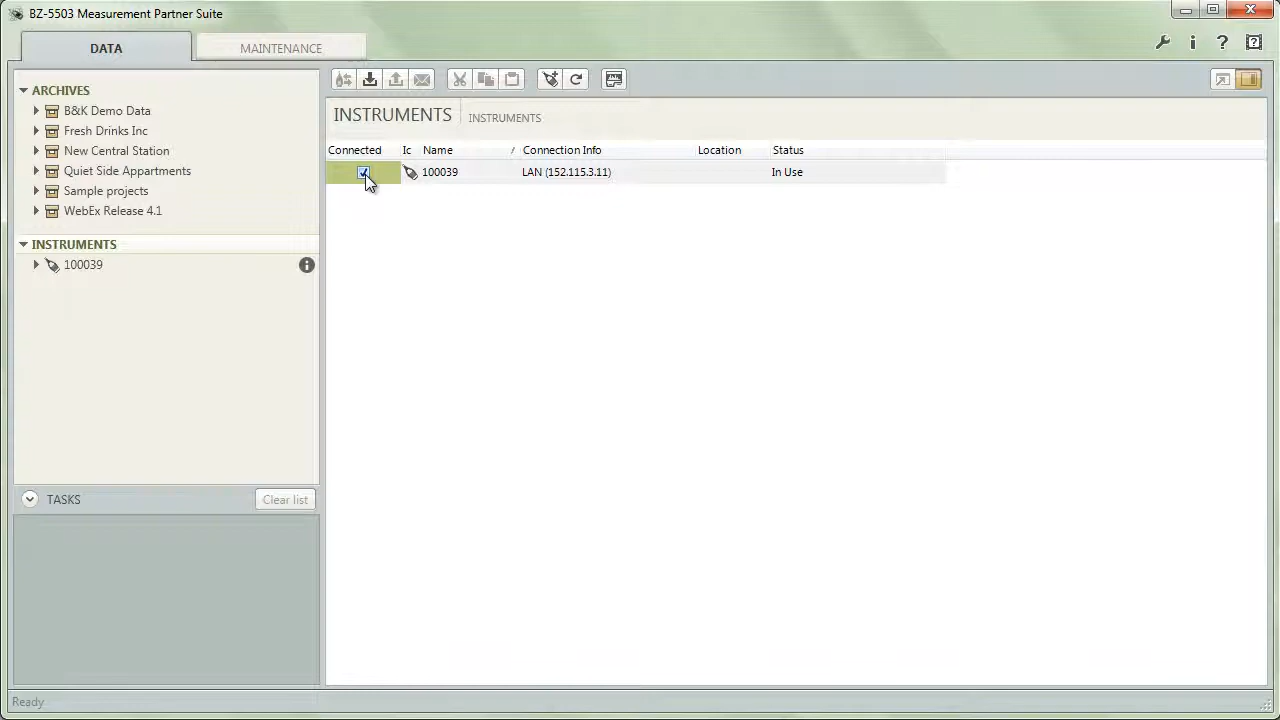 BZ-5503 Measurement Partner Suite
DATA
MAINTENANCE
ARCHIVES
B&K Demo Data
Fresh Drinks Inc
New Central Station
Quiet Side Appartments
Sample projects
WebEx Release 4.1
INSTRUMENTS
100039
TASKS
Clear list
INSTRUMENTS INSTRUMENTS
Connected Ic Name / Connection Info Location Status
100039 LAN (152.115.3.11) In Use
Ready